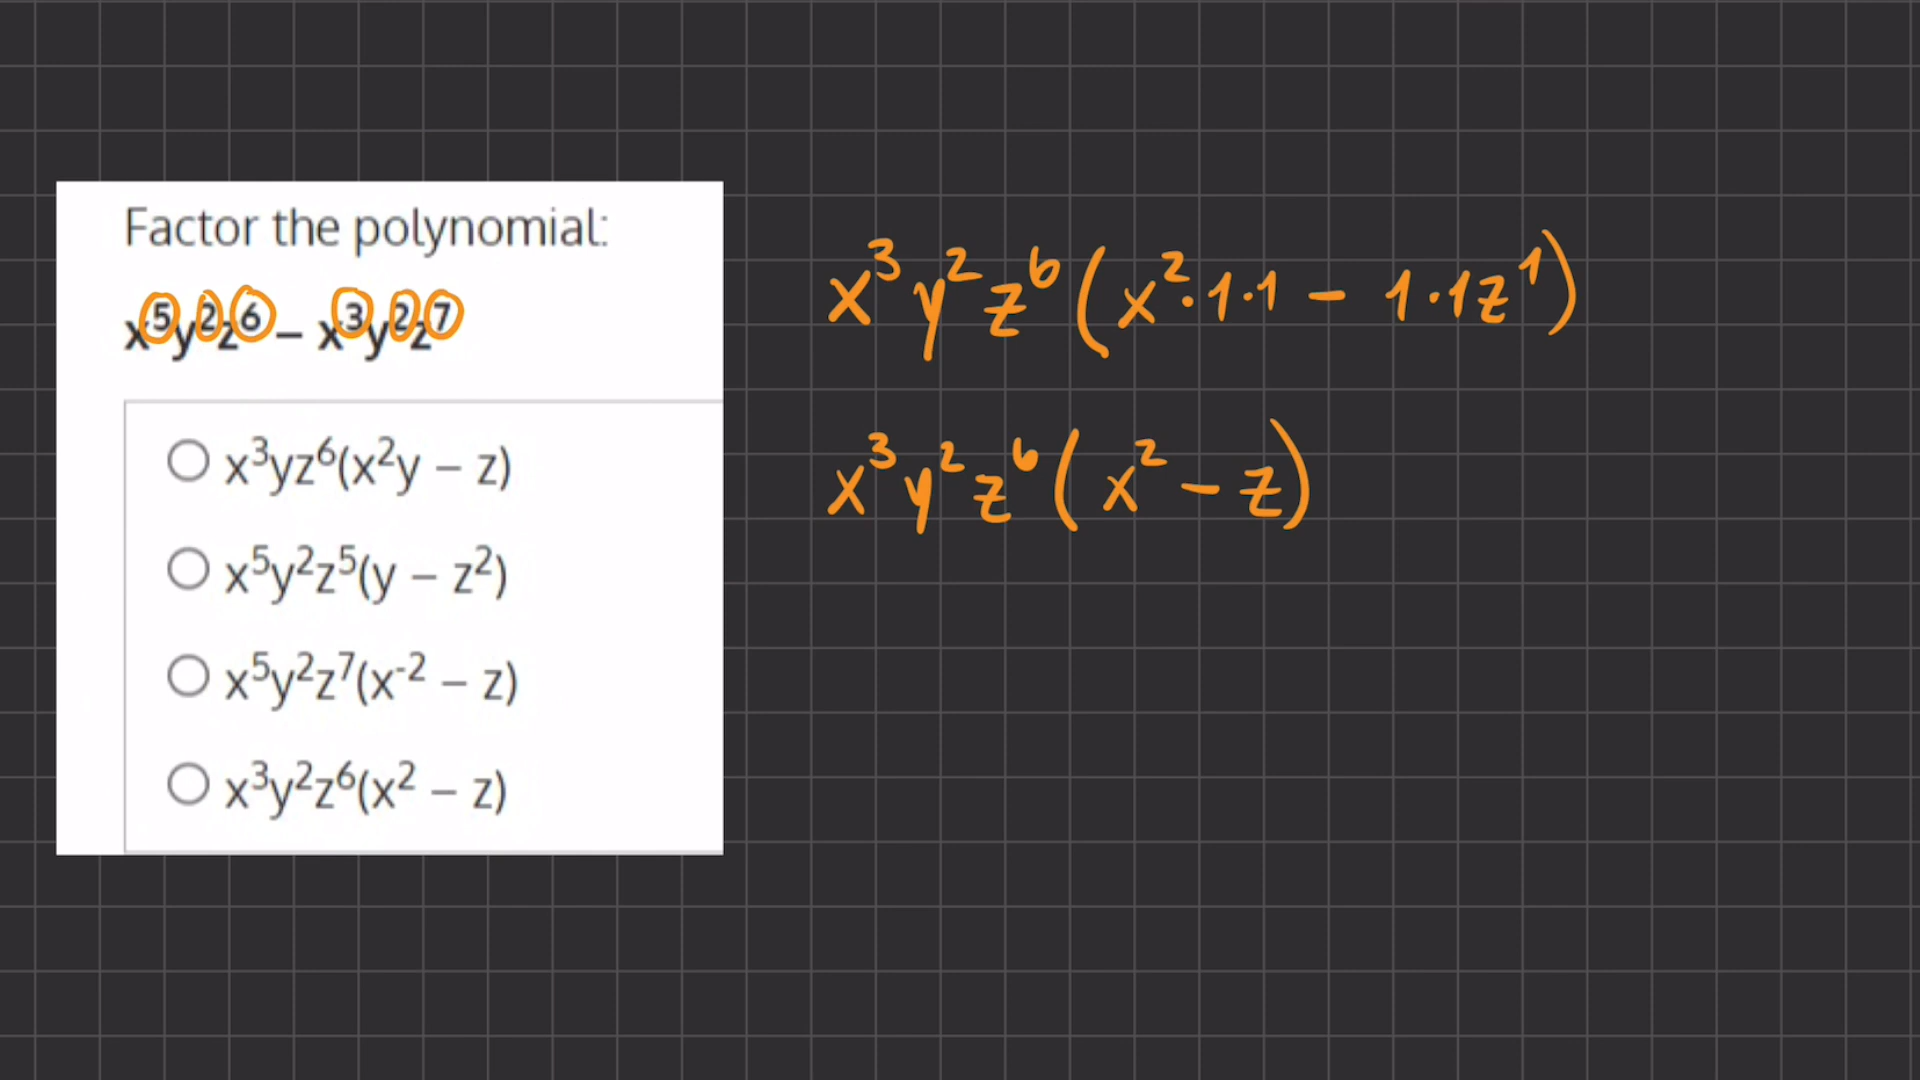 Factor the polynomial:
x⁵y²z⁶ – x³y²z⁷
x³yz⁶(x²y – z)
x⁵y²z⁵(y – z²)
x⁵y²z⁷(x⁻² – z)
x³y²z⁶(x² – z)
x³y²z⁶(x²·1·1 – 1·1z¹)
x³y²z⁶(x² – z)